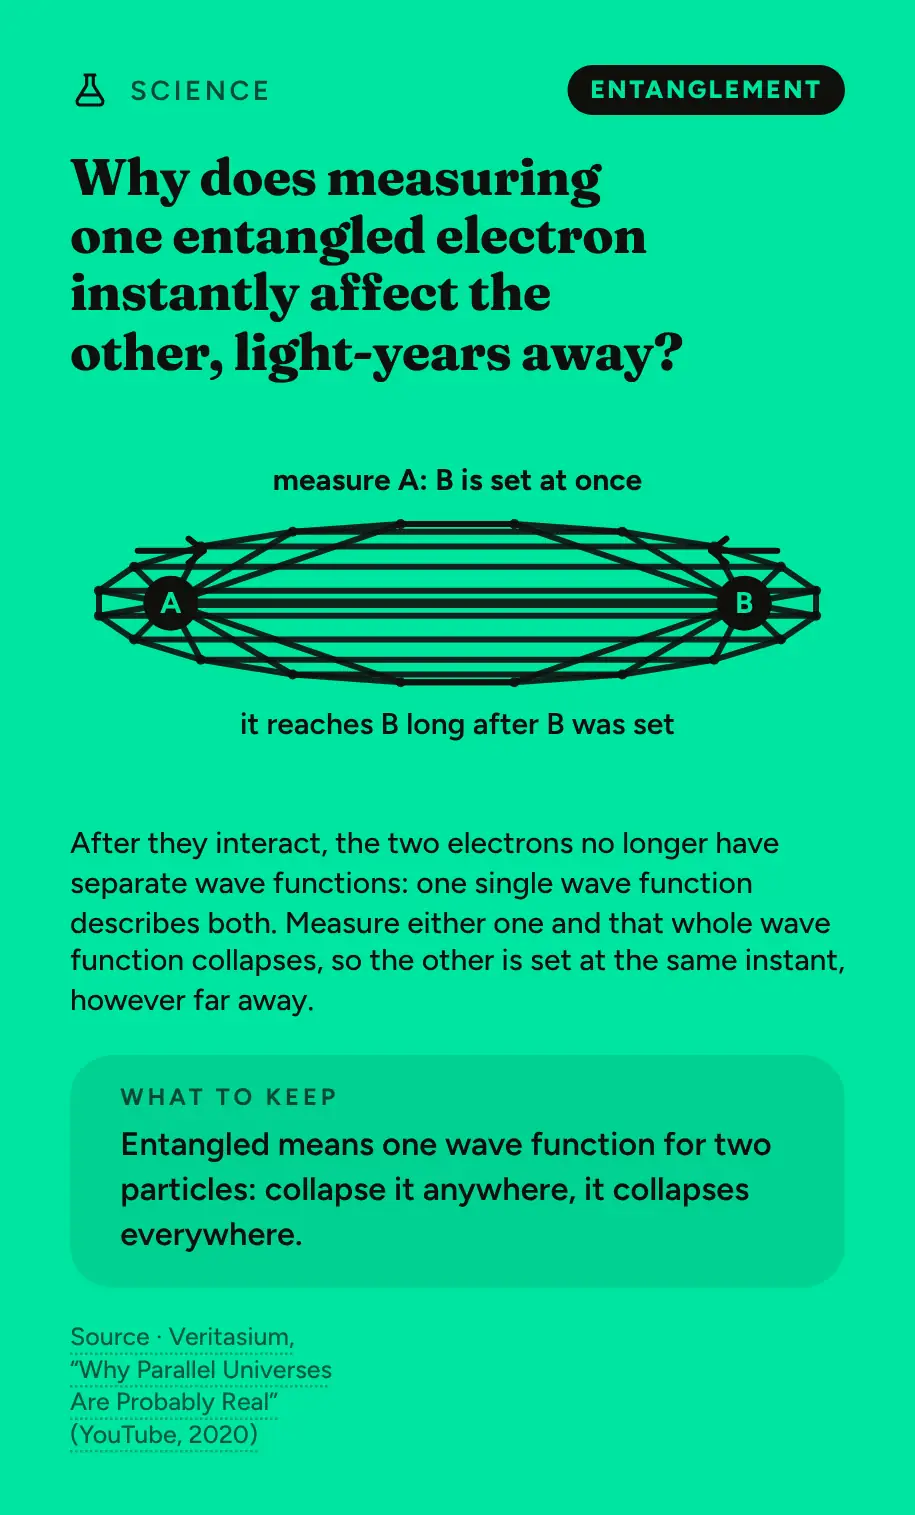 SCIENCE
ENTANGLEMENT
Why does measuring
one entangled electron
instantly affect the
other, light-years away?
measure A: B is set at once
A
B
it reaches B long after B was set
After they interact, the two electrons no longer have
separate wave functions: one single wave function
describes both. Measure either one and that whole wave
function collapses, so the other is set at the same instant,
however far away.
WHAT TO KEEP
Entangled means one wave function for two
particles: collapse it anywhere, it collapses
everywhere.
Source · Veritasium,
“Why Parallel Universes
Are Probably Real”
(YouTube, 2020)